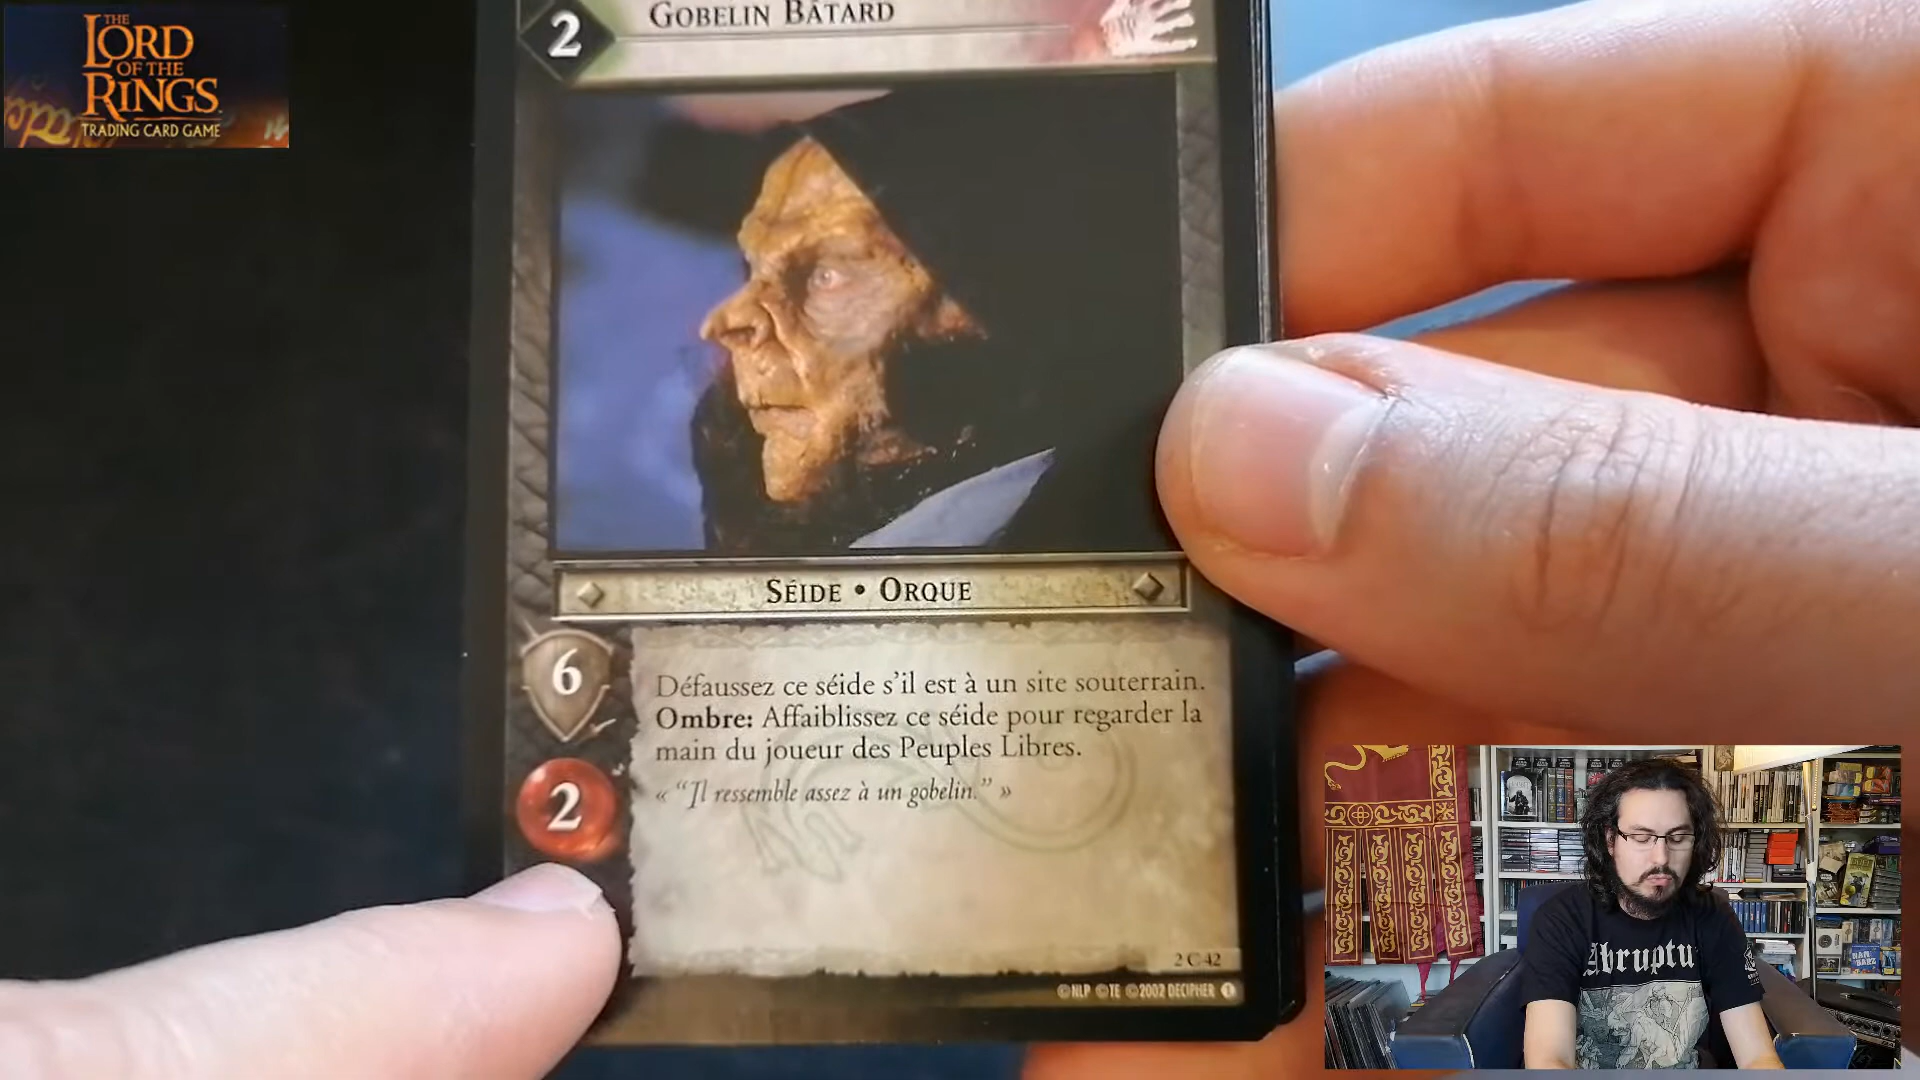 THE
LORD
OF THE
RINGS
TRADING CARD GAME
2
GOBELIN BÂTARD
SÉIDE • ORQUE
6
Défaussez ce séide s'il est à un site souterrain.
Ombre: Affaiblissez ce séide pour regarder la
main du joueur des Peuples Libres.
2
« “Il ressemble assez à un gobelin.” »
2 C 42
©NLP ©TE ©2002 DECIPHER
Abruptu